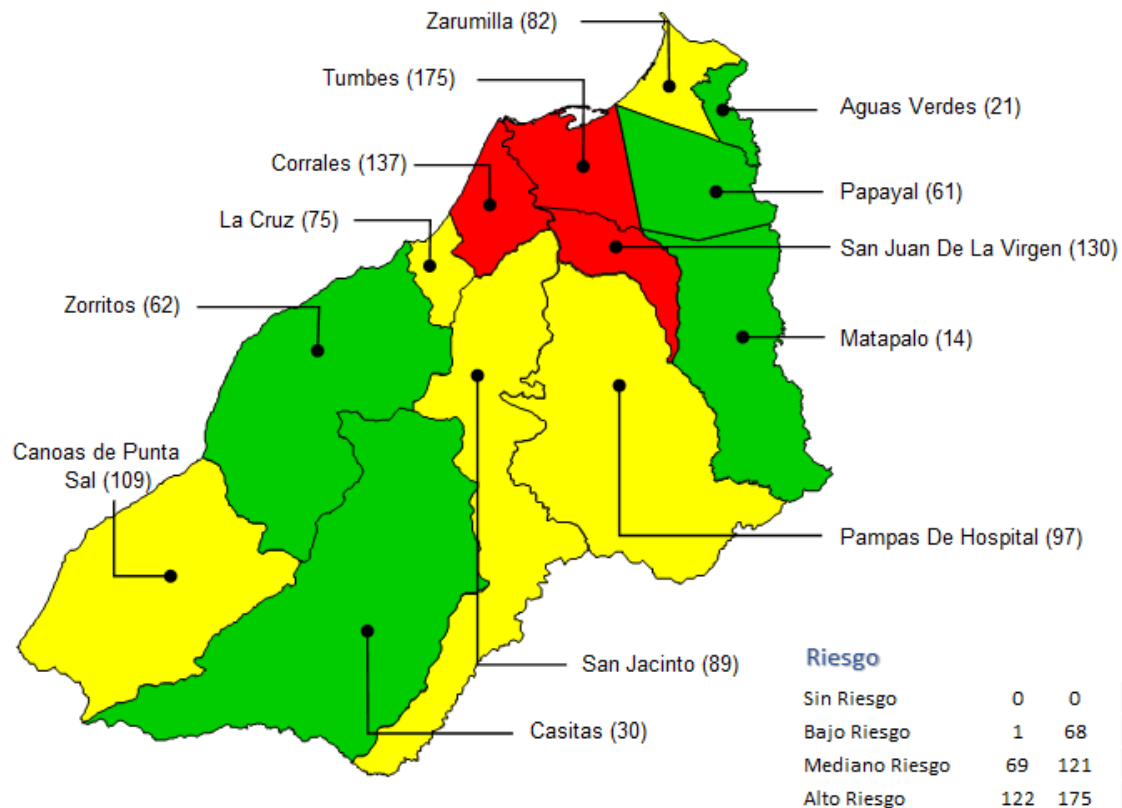 Zarumilla (82)
Tumbes (175)
Aguas Verdes (21)
Corrales (137)
Papayal (61)
La Cruz (75)
San Juan De La Virgen (130)
Zorritos (62)
Matapalo (14)
Canoas de Punta
Sal (109)
Pampas De Hospital (97)
San Jacinto (89)
Casitas (30)
Riesgo
Sin Riesgo 0 0
Bajo Riesgo 1 68
Mediano Riesgo 69 121
Alto Riesgo 122 175